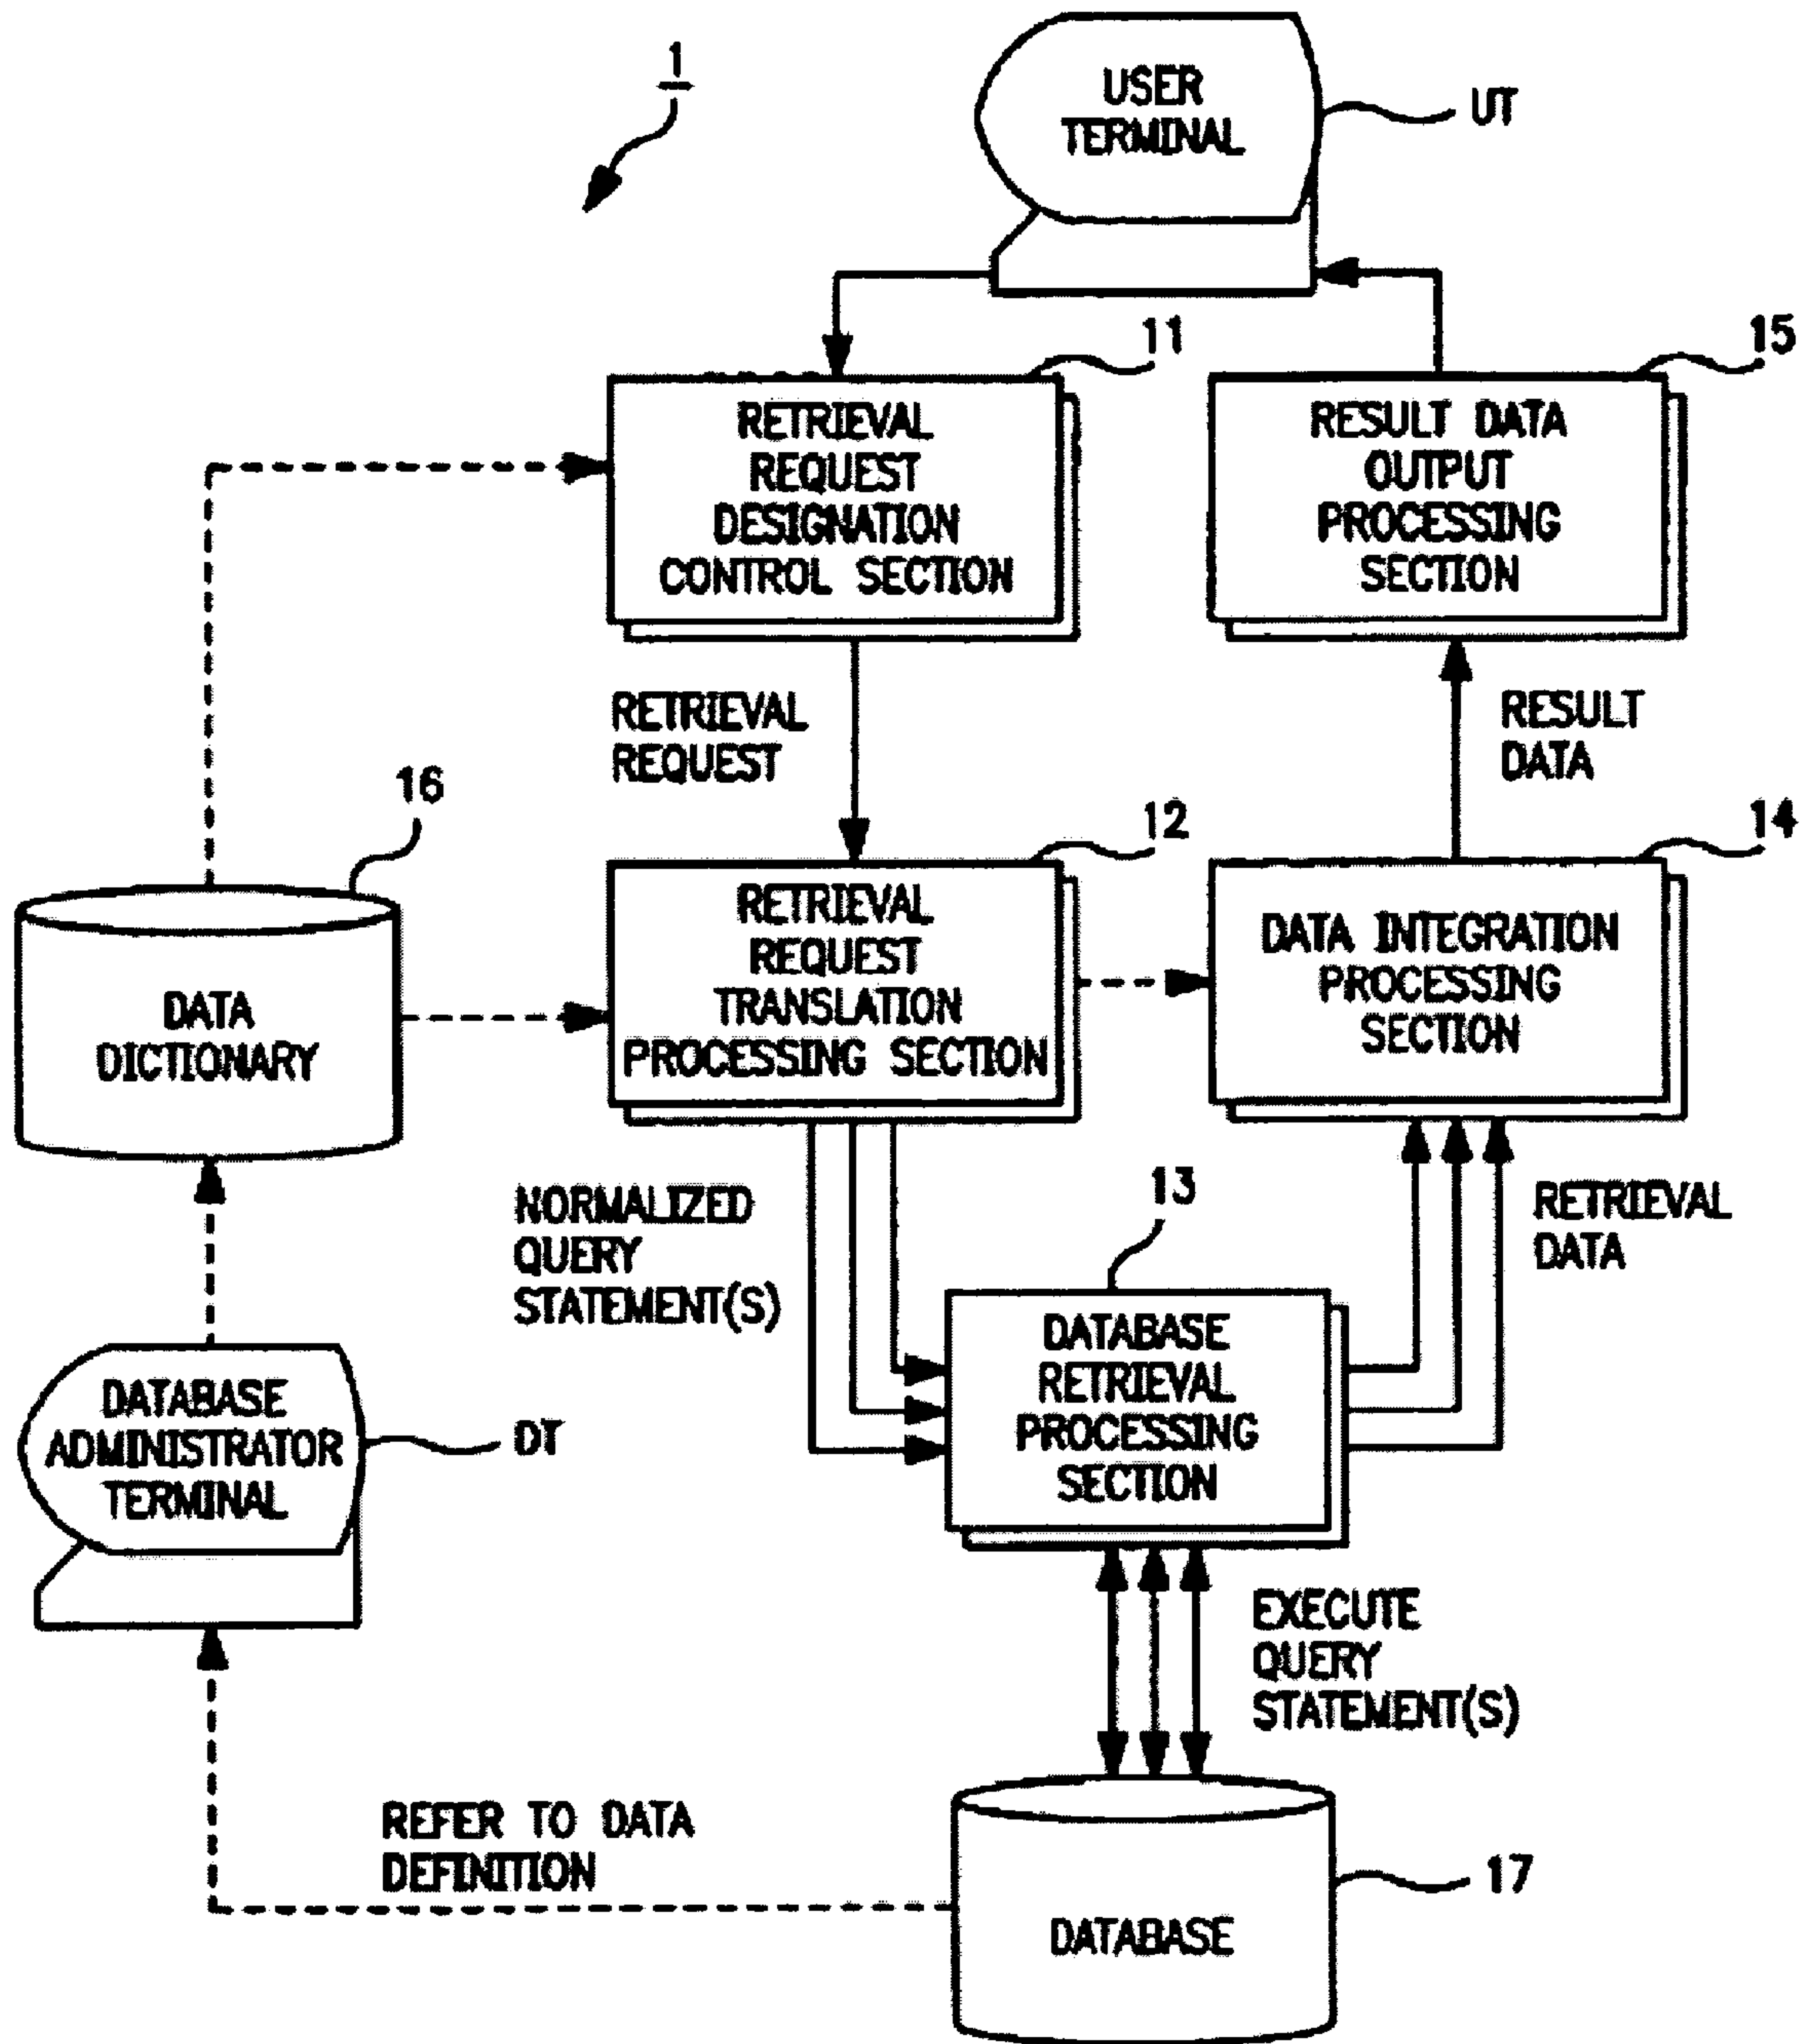 1
USER
TERMINAL
UT
11
15
RETRIEVAL
REQUEST
DESIGNATION
CONTROL SECTION
RESULT DATA
OUTPUT
PROCESSING
SECTION
RETRIEVAL
REQUEST
RESULT
DATA
16
12
14
DATA
DICTIONARY
RETRIEVAL
REQUEST
TRANSLATION
PROCESSING SECTION
DATA INTEGRATION
PROCESSING
SECTION
NORMALIZED
QUERY
STATEMENT(S)
13
RETRIEVAL
DATA
DATABASE
ADMINISTRATOR
TERMINAL
DT
DATABASE
RETRIEVAL
PROCESSING
SECTION
EXECUTE
QUERY
STATEMENT(S)
REFER TO DATA
DEFINITION
17
DATABASE